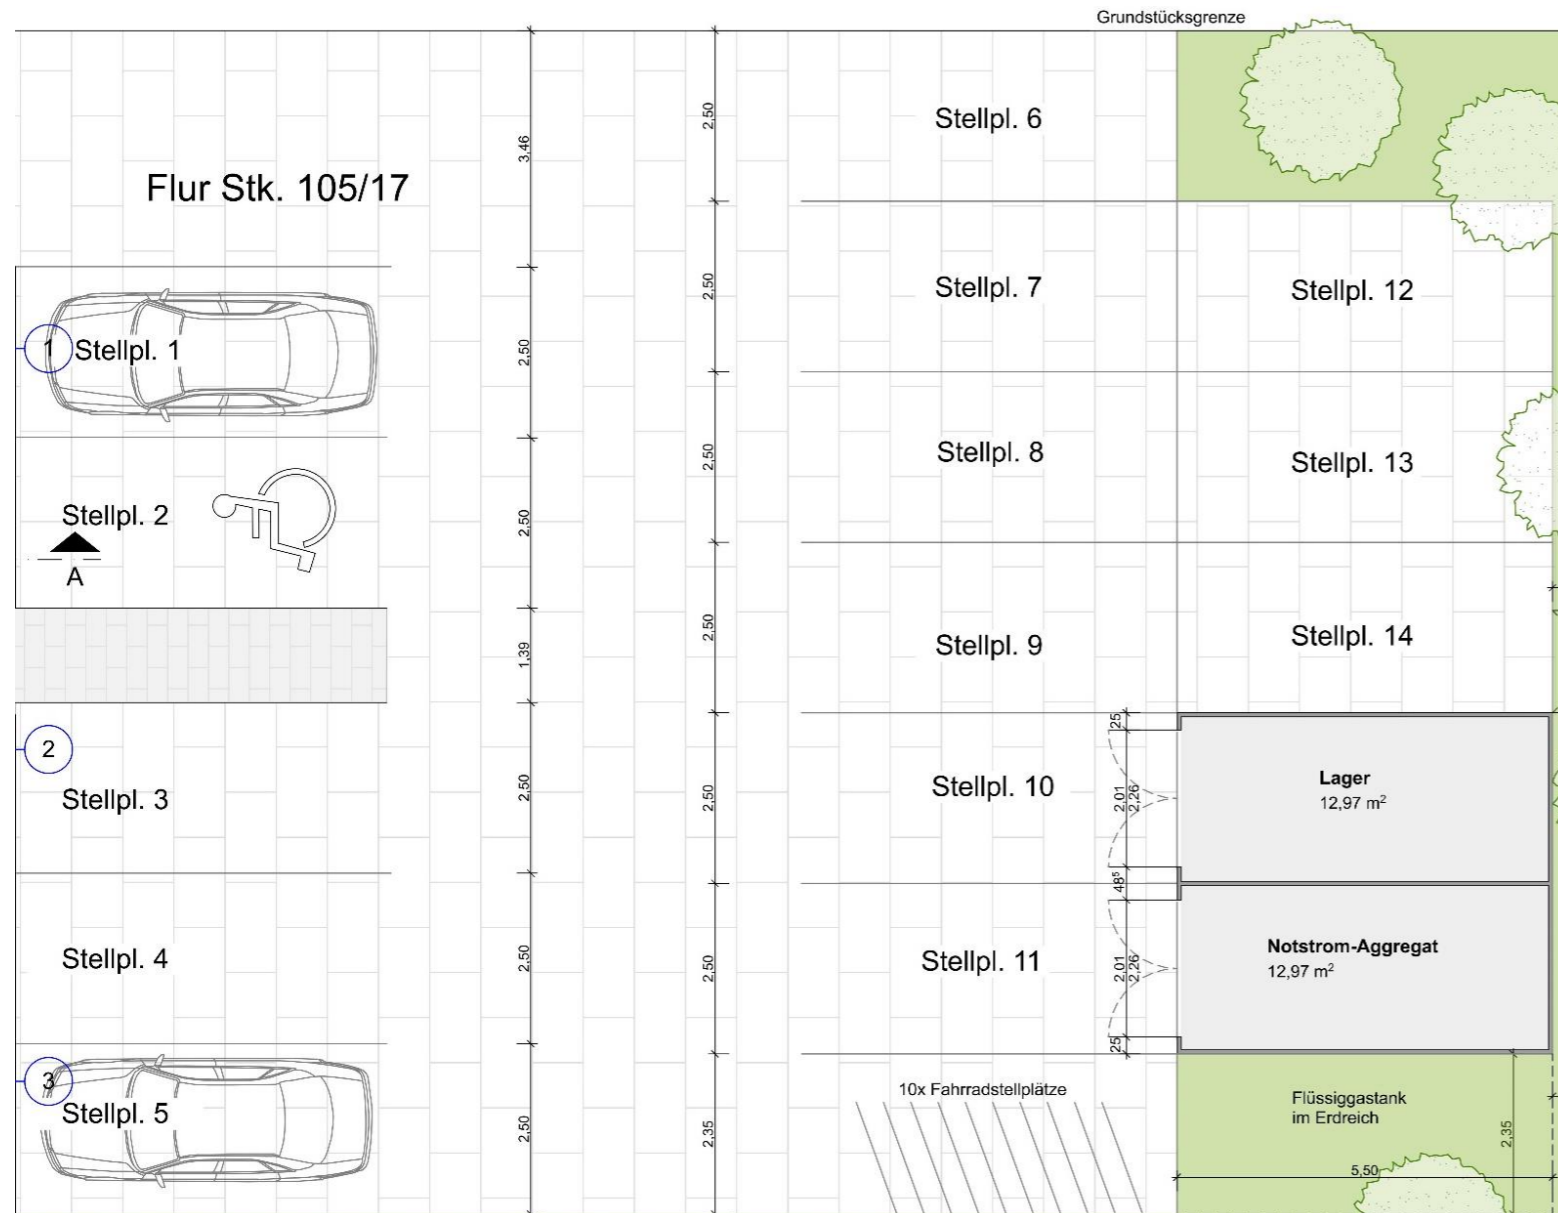 Grundstücksgrenze
Stellpl. 6
2,50
3,46
Flur Stk. 105/17
Stellpl. 7
2,50
Stellpl. 12
1
Stellpl. 1
2,50
Stellpl. 8
2,50
Stellpl. 13
Stellpl. 2
2,50
A
Stellpl. 9
2,50
Stellpl. 14
1,39
25
2
Stellpl. 3
2,50
2,50
Stellpl. 10
2,01
2,26
Lager
12,97 m²
48⁵
Stellpl. 4
2,50
2,50
Stellpl. 11
2,01
2,26
Notstrom-Aggregat
12,97 m²
25
3
Stellpl. 5
2,50
2,35
10x Fahrradstellplätze
Flüssiggastank
im Erdreich
2,35
5,50